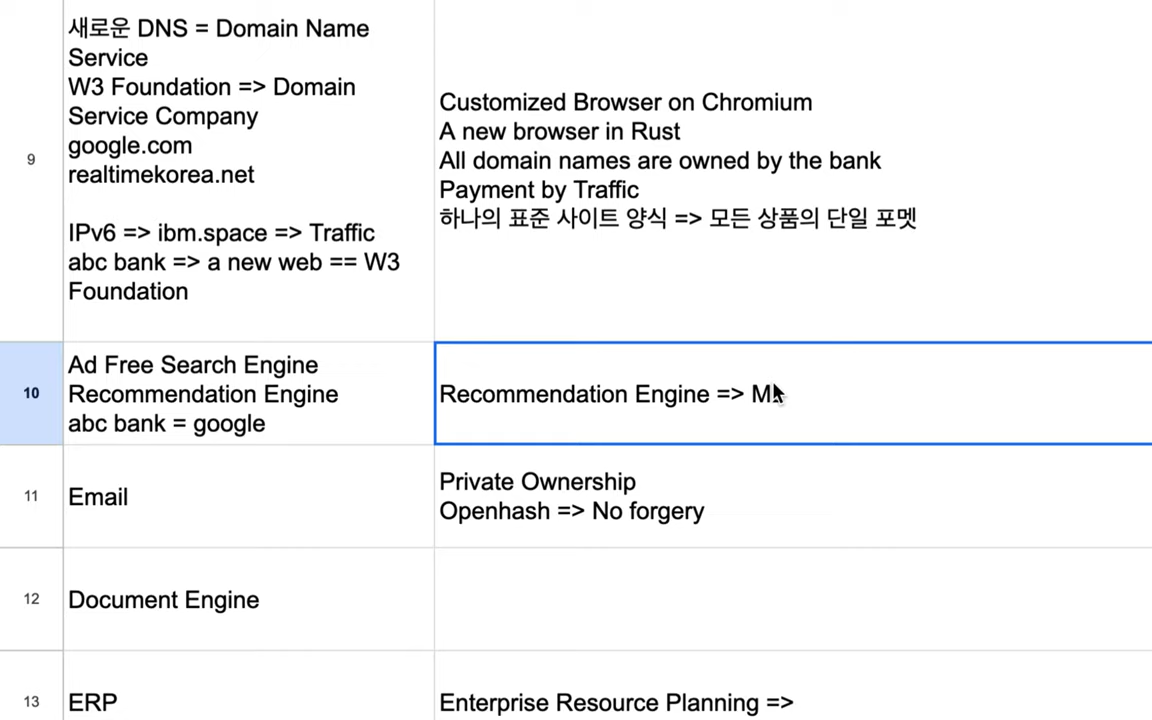 새로운 DNS = Domain Name
Service
W3 Foundation => Domain
Service Company
google.com
realtimekorea.net
IPv6 => ibm.space => Traffic
abc bank => a new web == W3
Foundation
9
Customized Browser on Chromium
A new browser in Rust
All domain names are owned by the bank
Payment by Traffic
하나의 표준 사이트 양식 => 모든 상품의 단일 포멧
10
Ad Free Search Engine
Recommendation Engine
abc bank = google
Recommendation Engine =>
11
Email
Private Ownership
Openhash => No forgery
12
Document Engine
13
ERP
Enterprise Resource Planning =>